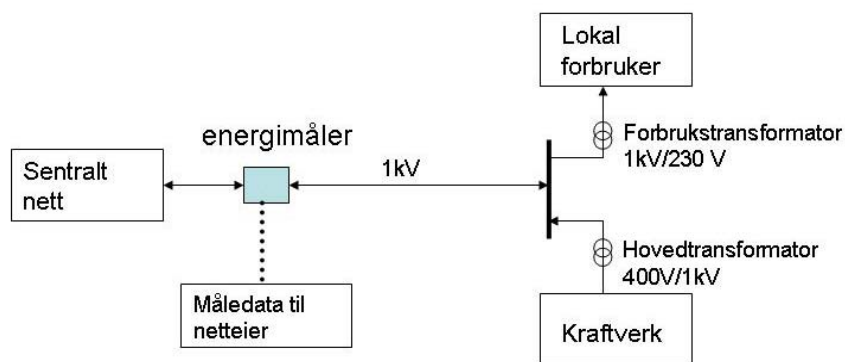 Lokal
forbruker
energimåler
Forbrukstransformator
1kV/230 V
Sentralt
nett
1kV
Hovedtransformator
400V/1kV
Måledata til
netteier
Kraftverk